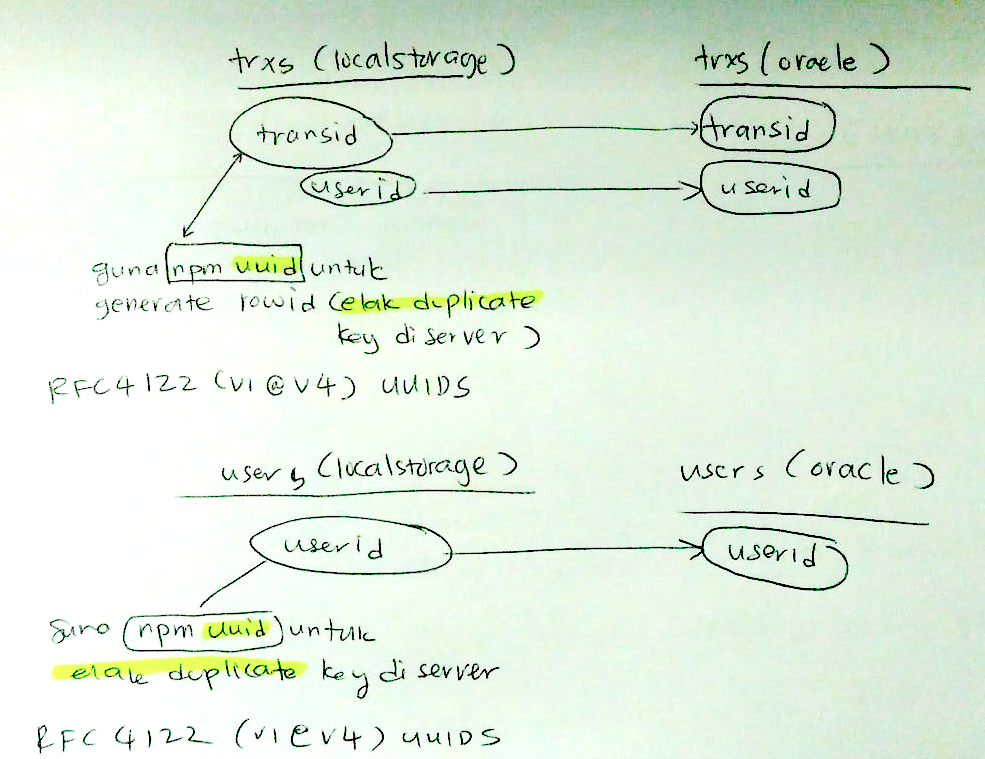 trxs (localstorage)
trxs (oracle)
transid
transid
userid
userid
guna npm uuid untuk
generate rowid (elak duplicate
key di server)
RFC4122 (v1@v4) UUIDS
users (localstorage)
users (oracle)
userid
userid
guna npm uuid untuk
elak duplicate key di server
RFC 4122 (v1@v4) UUIDS